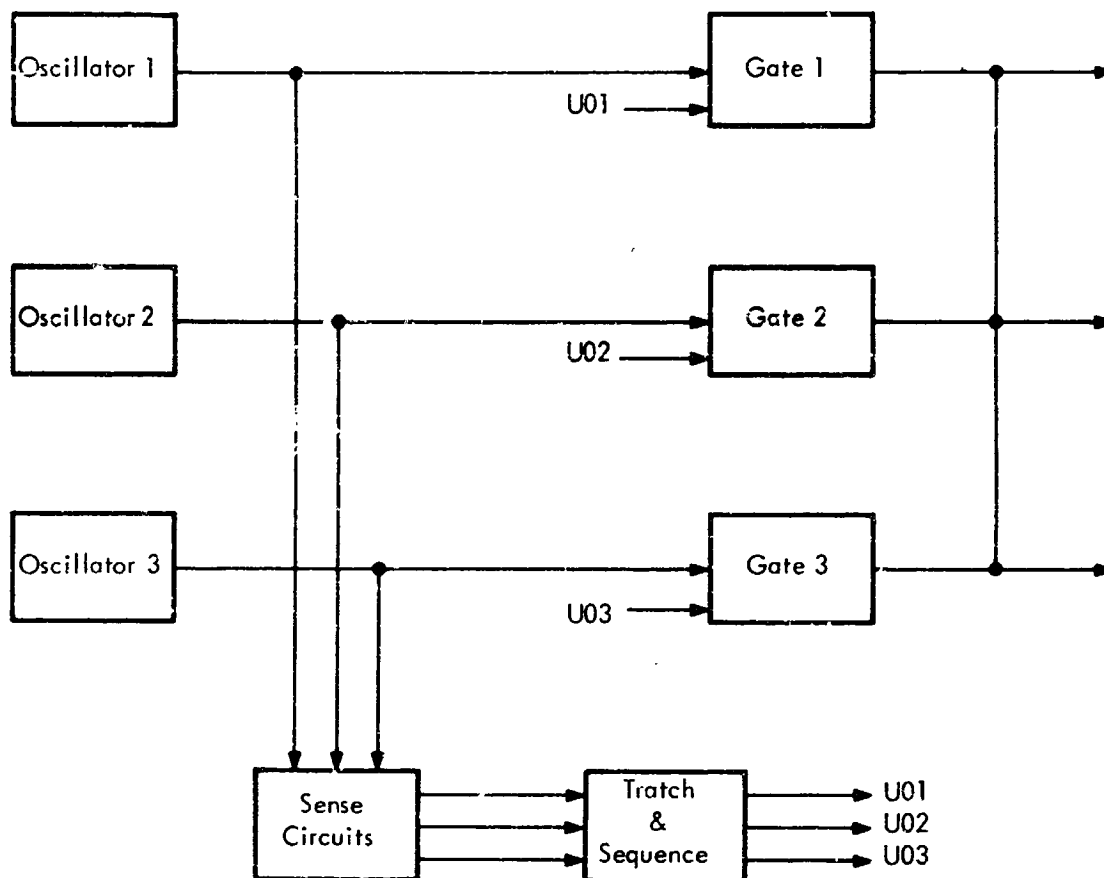 Oscillator 1
Gate 1
U01
Oscillator 2
Gate 2
U02
Oscillator 3
Gate 3
U03
Sense
Circuits
Tratch
&
Sequence
U01
U02
U03